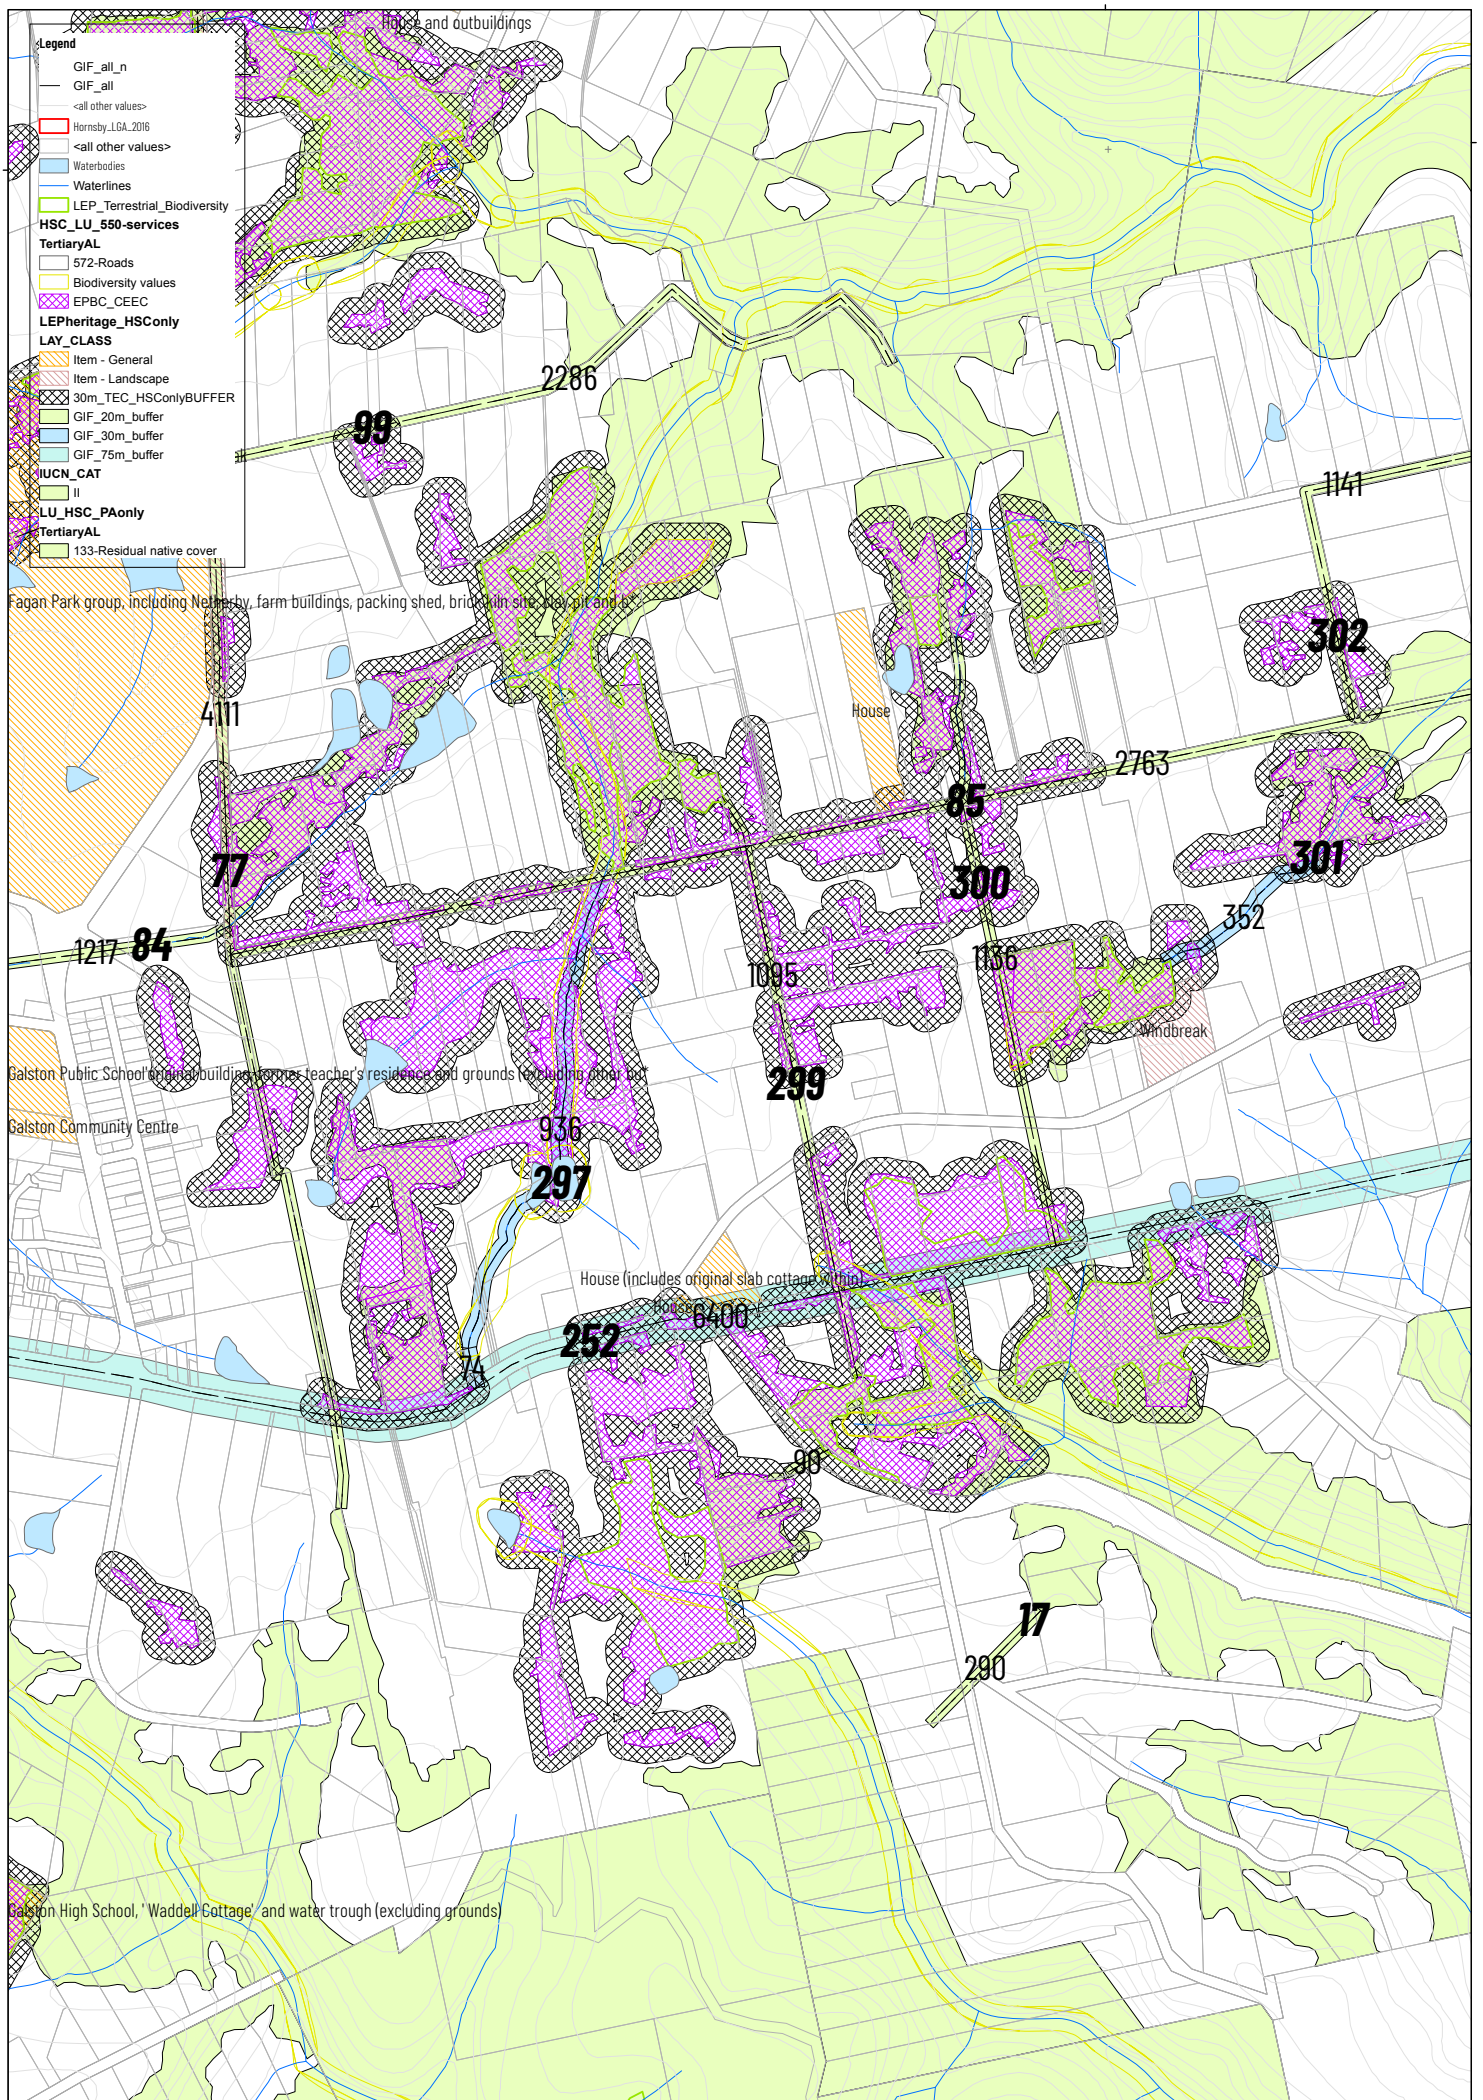 House and outbuildings
Legend
GIF_all_n
GIF_all
<all other values>
Hornsby_LGA_2016
<all other values>
Waterbodies
Waterlines
LEP_Terrestrial_Biodiversity
HSC_LU_550-services
TertiaryAL
572-Roads
Biodiversity values
EPBC_CEEC
LEPheritage_HSConly
LAY_CLASS
Item - General
Item - Landscape
30m_TEC_HSConlyBUFFER
GIF_20m_buffer
GIF_30m_buffer
GIF_75m_buffer
IUCN_CAT
II
LU_HSC_PAonly
TertiaryAL
133-Residual native cover
2286
99
1141
Fagan Park group, including Netherby, farm buildings, packing shed, brick kiln site, clay pit and b*
302
4111
House
2763
85
77
301
300
352
1217 84
1136
1095
Windbreak
Galston Public School original building, former teacher's residence and grounds (excluding other bu*
299
Galston Community Centre
936
297
House (includes original slab cottage within)
House
6400
252
74
90
17
290
Galston High School, ' Waddell Cottage' and water trough (excluding grounds)